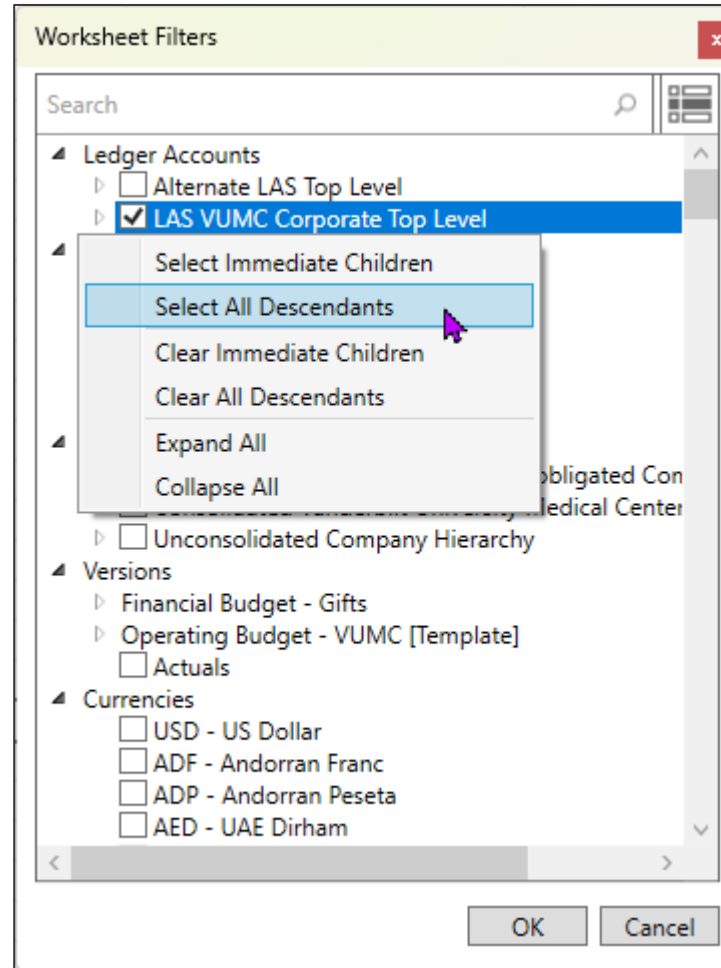 Worksheet Filters
x
Search
Ledger Accounts
Alternate LAS Top Level
LAS VUMC Corporate Top Level
Select Immediate Children
Select All Descendants
Clear Immediate Children
Clear All Descendants
Expand All
Collapse All
obligated Con
Medical Center
Unconsolidated Company Hierarchy
Versions
Financial Budget - Gifts
Operating Budget - VUMC [Template]
Actuals
Currencies
USD - US Dollar
ADF - Andorran Franc
ADP - Andorran Peseta
AED - UAE Dirham
OK Cancel